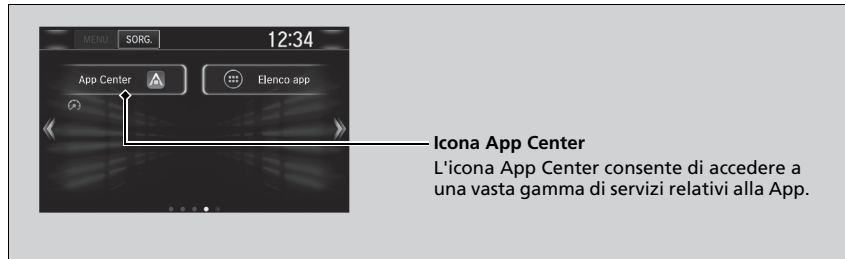 MENU
SORG.
12:34
App Center
Elenco app
Icona App Center
L'icona App Center consente di accedere a
una vasta gamma di servizi relativi alla App.